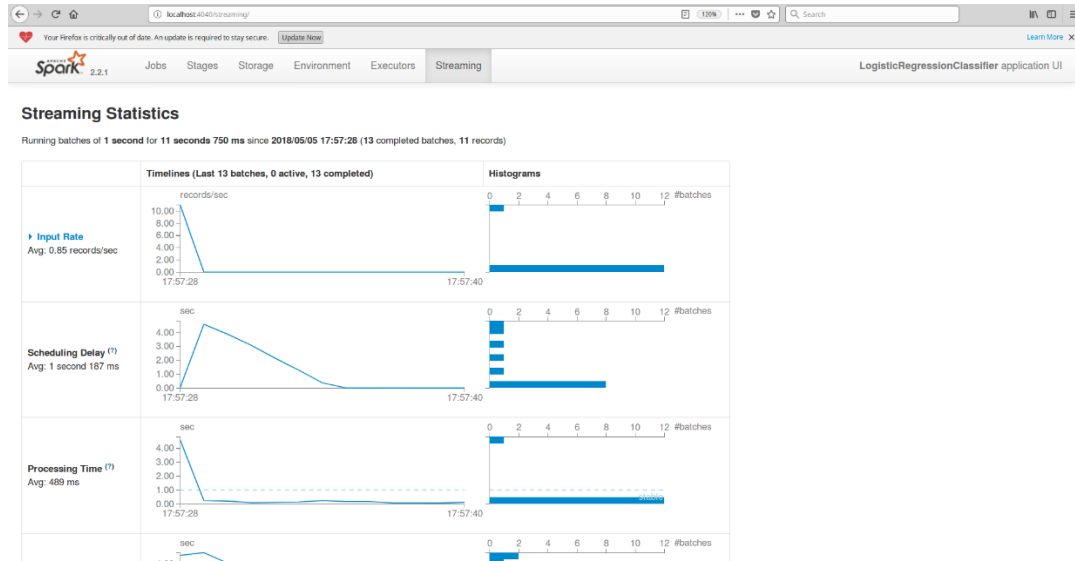 localhost:4040/streaming/
120%
Search
Your Firefox is critically out of date. An update is required to stay secure. Update Now
Learn More
APACHE Spark 2.2.1 Jobs Stages Storage Environment Executors Streaming LogisticRegressionClassifier application UI
Streaming Statistics
Running batches of 1 second for 11 seconds 750 ms since 2018/05/05 17:57:28 (13 completed batches, 11 records)
Timelines (Last 13 batches, 0 active, 13 completed) Histograms
records/sec 0 2 4 6 8 10 12 #batches
10.00
8.00
Input Rate 6.00
Avg: 0.85 records/sec 4.00
2.00
0.00
17:57:28 17:57:40
sec 0 2 4 6 8 10 12 #batches
4.00
3.00
Scheduling Delay (?) 2.00
Avg: 1 second 187 ms 1.00
0.00
17:57:28 17:57:40
sec 0 2 4 6 8 10 12 #batches
4.00
3.00
Processing Time (?) 2.00
Avg: 489 ms 1.00
0.00 stable
17:57:28 17:57:40
sec 0 2 4 6 8 10 12 #batches